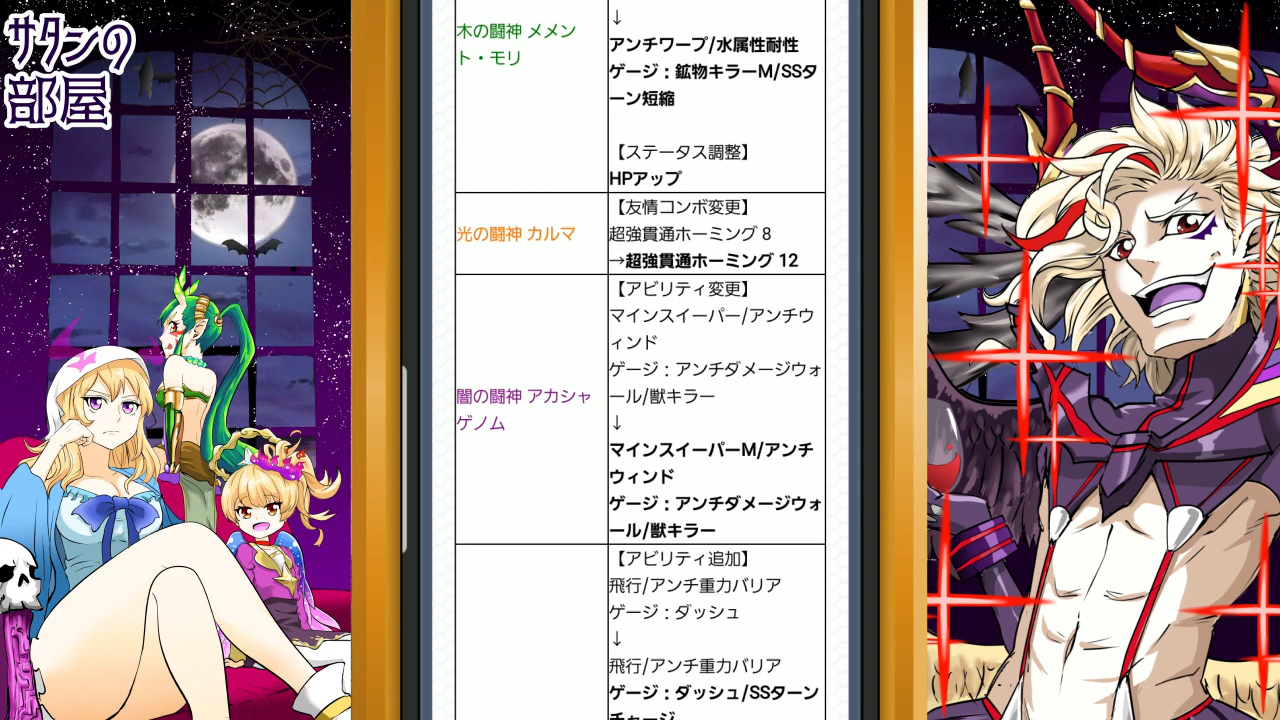 サタンの
部屋
木の闘神 メメン
ト・モリ
↓
アンチワープ/水属性耐性
ゲージ：鉱物キラーM/SSタ
ーン短縮
【ステータス調整】
HPアップ
光の闘神 カルマ
【友情コンボ変更】
超強貫通ホーミング 8
→超強貫通ホーミング 12
闇の闘神 アカシャ
ゲノム
【アビリティ変更】
マインスイーパー/アンチウ
ィンド
ゲージ：アンチダメージウォ
ール/獣キラー
↓
マインスイーパーM/アンチ
ウィンド
ゲージ：アンチダメージウォ
ール/獣キラー
【アビリティ追加】
飛行/アンチ重力バリア
ゲージ：ダッシュ
↓
飛行/アンチ重力バリア
ゲージ：ダッシュ/SSターン
チャージ